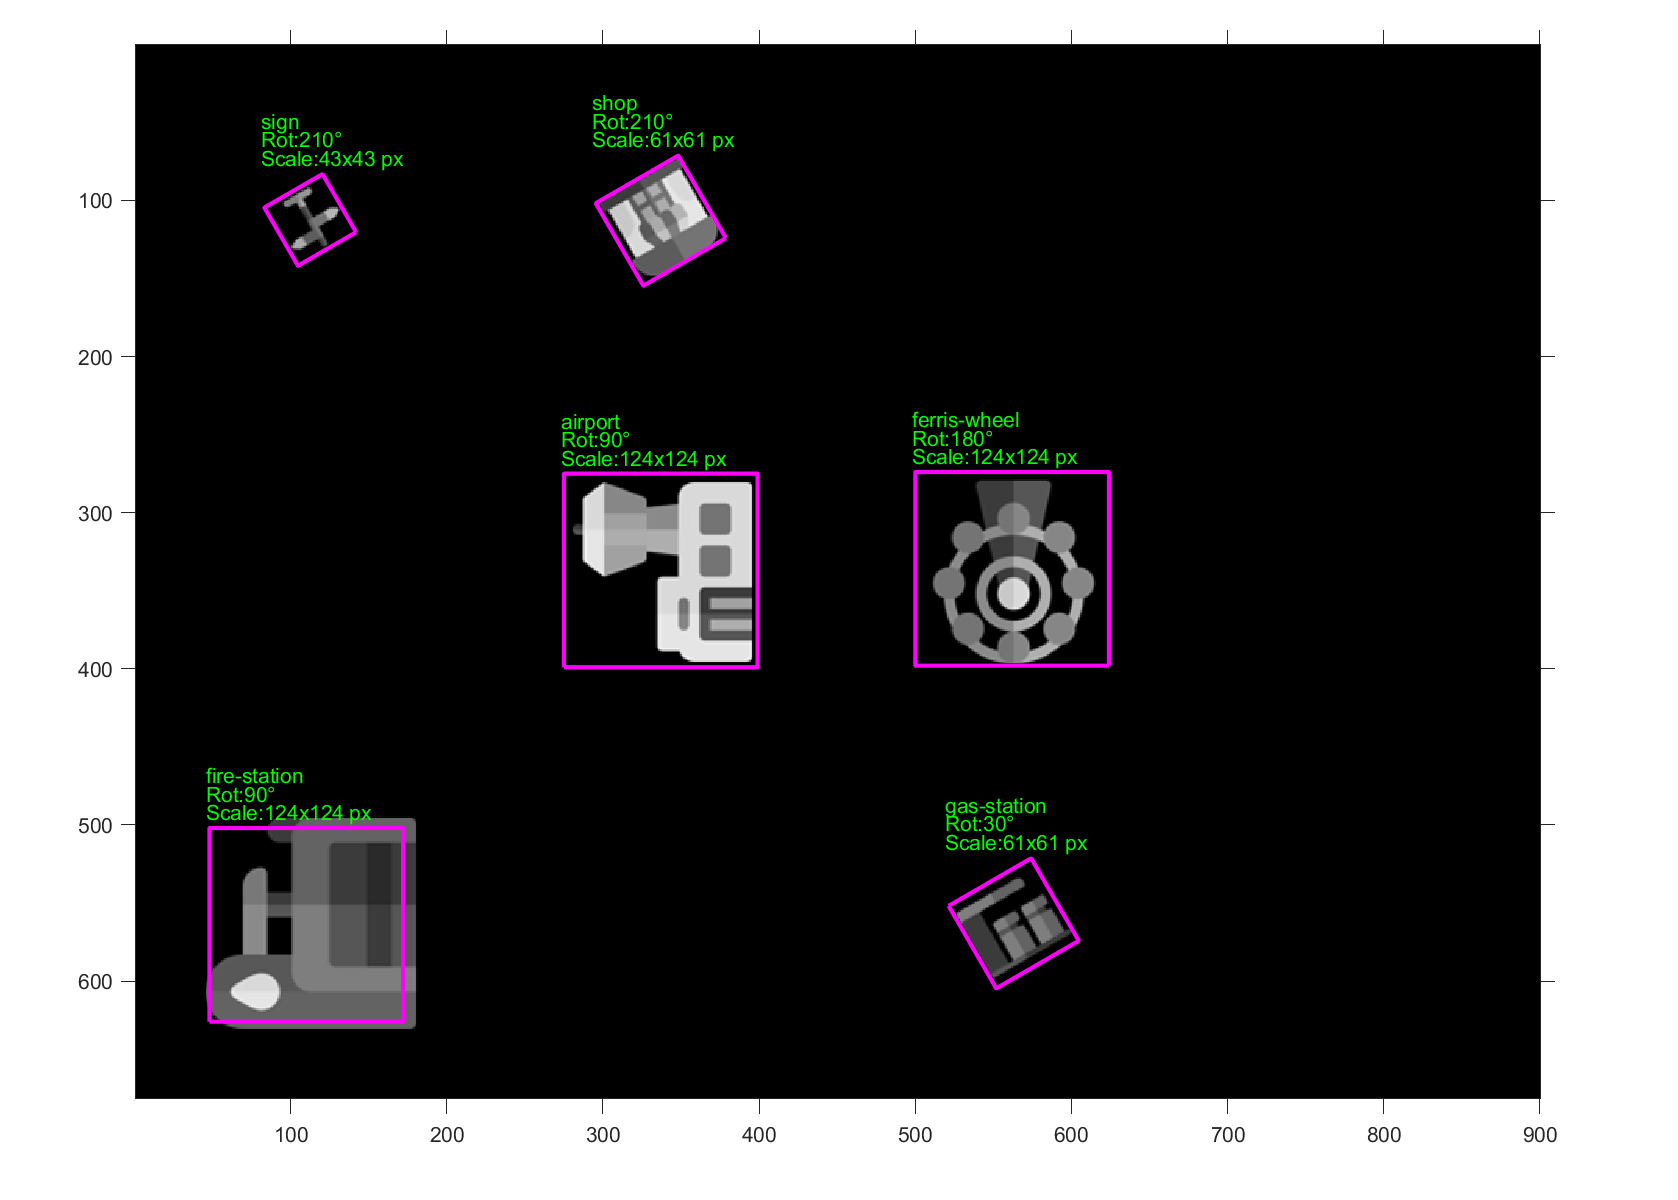 sign
Rot:210°
Scale:43x43 px
shop
Rot:210°
Scale:61x61 px
airport
Rot:90°
Scale:124x124 px
ferris-wheel
Rot:180°
Scale:124x124 px
fire-station
Rot:90°
Scale:124x124 px
gas-station
Rot:30°
Scale:61x61 px
100
200
300
400
500
600
100 200 300 400 500 600 700 800 900